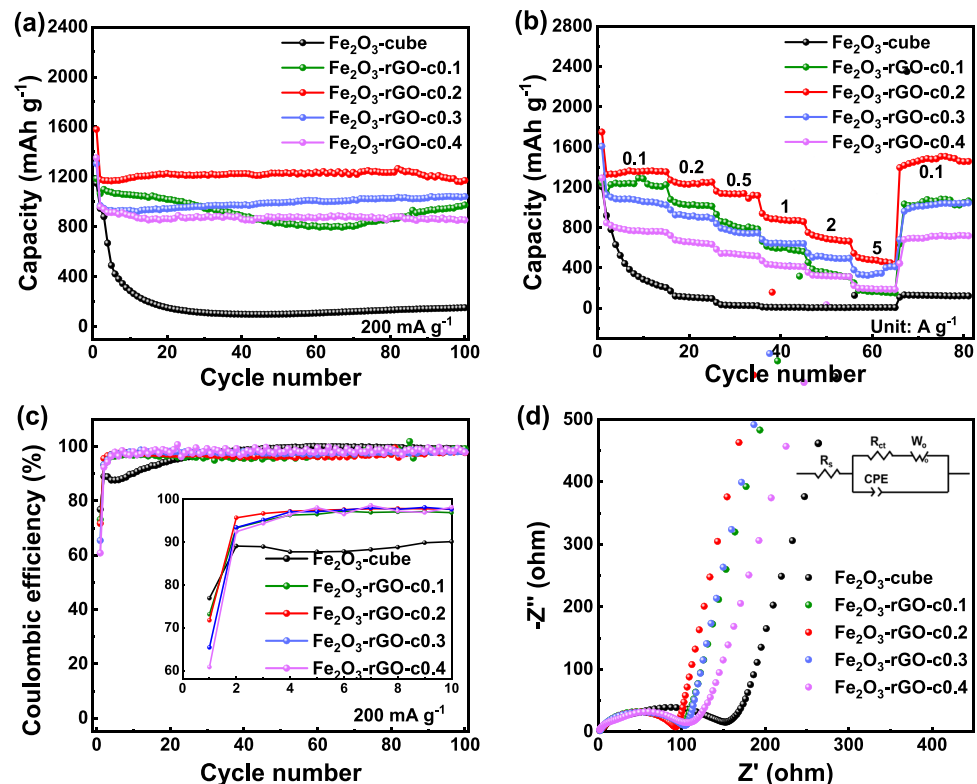 (a)
2400
2000
1600
1200
800
400
0
Capacity (mAh g⁻¹)
Fe₂O₃-cube
Fe₂O₃-rGO-c0.1
Fe₂O₃-rGO-c0.2
Fe₂O₃-rGO-c0.3
Fe₂O₃-rGO-c0.4
200 mA g⁻¹
0 20 40 60 80 100
Cycle number
(b)
2800
2400
2000
1600
1200
800
400
0
Capacity (mAh g⁻¹)
Fe₂O₃-cube
Fe₂O₃-rGO-c0.1
Fe₂O₃-rGO-c0.2
Fe₂O₃-rGO-c0.3
Fe₂O₃-rGO-c0.4
0.1 0.2 0.5 1 2 5 0.1
Unit: A g⁻¹
0 20 40 60 80
Cycle number
(c)
100
80
60
40
20
0
Coulombic efficiency (%)
100
90
80
70
60
Fe₂O₃-cube
Fe₂O₃-rGO-c0.1
Fe₂O₃-rGO-c0.2
Fe₂O₃-rGO-c0.3
Fe₂O₃-rGO-c0.4
0 2 4 6 8 10
200 mA g⁻¹
0 20 40 60 80 100
Cycle number
(d)
500
400
300
200
100
0
-Z'' (ohm)
Rₛ
R_ct
Wₒ
CPE
Fe₂O₃-cube
Fe₂O₃-rGO-c0.1
Fe₂O₃-rGO-c0.2
Fe₂O₃-rGO-c0.3
Fe₂O₃-rGO-c0.4
0 100 200 300 400
Z' (ohm)